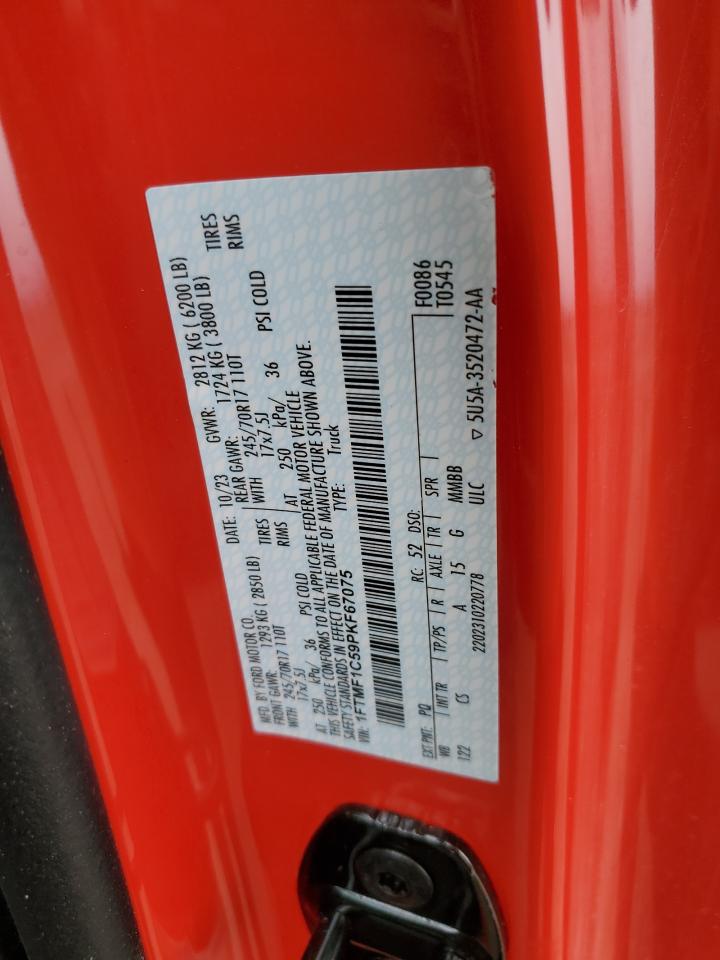 MFD. BY FORD MOTOR CO.
DATE: 10/23 GVWR: 2812 KG ( 6200 LB)
FRONT GAWR: 1293 KG ( 2850 LB) REAR GAWR: 1724 KG ( 3800 LB)
WITH 245/70R17 110T TIRES WITH 245/70R17 110T TIRES
17x7.5J RIMS 17x7.5J RIMS
AT 250 kPa/ 36 PSI COLD AT 250 kPa/ 36 PSI COLD
THIS VEHICLE CONFORMS TO ALL APPLICABLE FEDERAL MOTOR VEHICLE
SAFETY STANDARDS IN EFFECT ON THE DATE OF MANUFACTURE SHOWN ABOVE.
VIN: 1FTMF1C59PKF67075 TYPE: Truck
EXT PNT: PQ RC: 52 DSO: F0086
WB INT TR TP/PS R AXLE TR SPR T0545
122 CS A 15 G MMBB
2202310220778 ULC 5U5A-3520472-AA